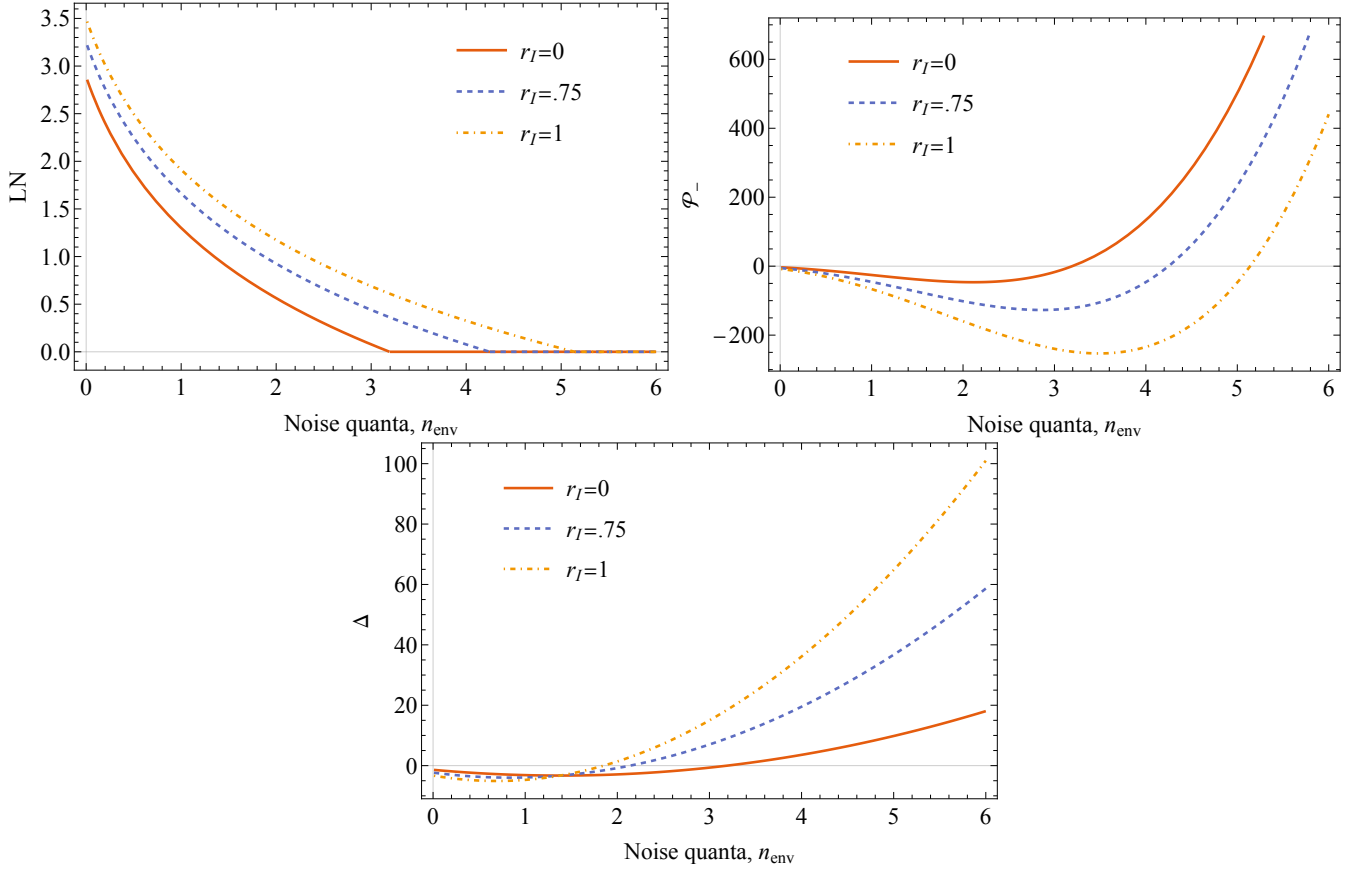 3.5
3.0
2.5
2.0
1.5
1.0
0.5
0.0
LN
r_I=0
r_I=.75
r_I=1
0 1 2 3 4 5 6
Noise quanta, n_env
600
400
200
0
-200
𝒫_-
r_I=0
r_I=.75
r_I=1
0 1 2 3 4 5 6
Noise quanta, n_env
100
80
60
40
20
0
Δ
r_I=0
r_I=.75
r_I=1
0 1 2 3 4 5 6
Noise quanta, n_env